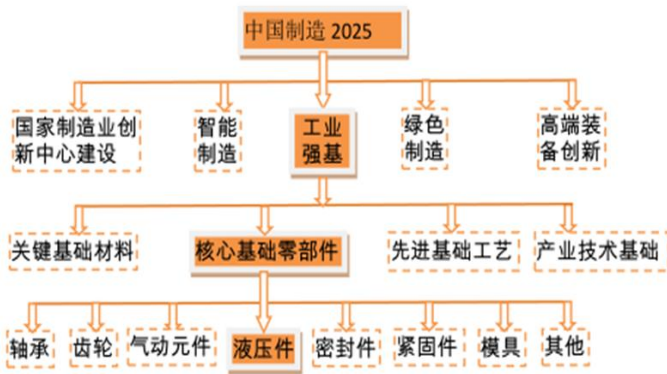 中国制造 2025
国家制造业创
新中心建设
智能
制造
工业
强基
绿色
制造
高端装
备创新
关键基础材料
核心基础零部件
先进基础工艺
产业技术基础
轴承
齿轮
气动元件
液压件
密封件
紧固件
模具
其他